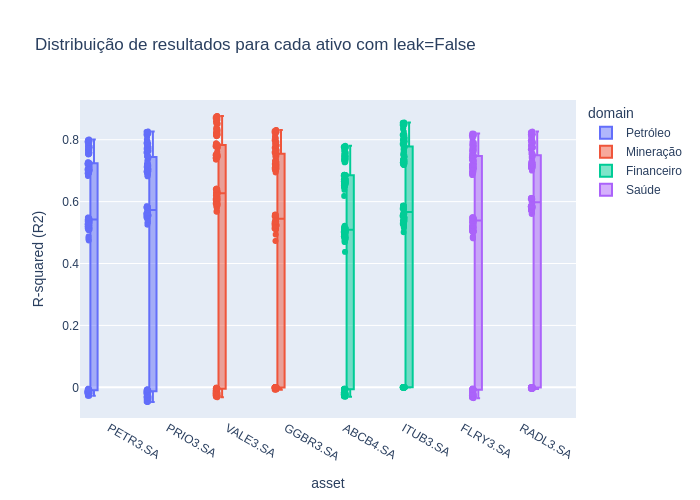 Distribuição de resultados para cada ativo com leak=False
domain
Petróleo
Mineração
Financeiro
Saúde
R-squared (R2)
0.8
0.6
0.4
0.2
0
PETR3.SA
PRIO3.SA
VALE3.SA
GGBR3.SA
ABCB4.SA
ITUB3.SA
FLRY3.SA
RADL3.SA
asset